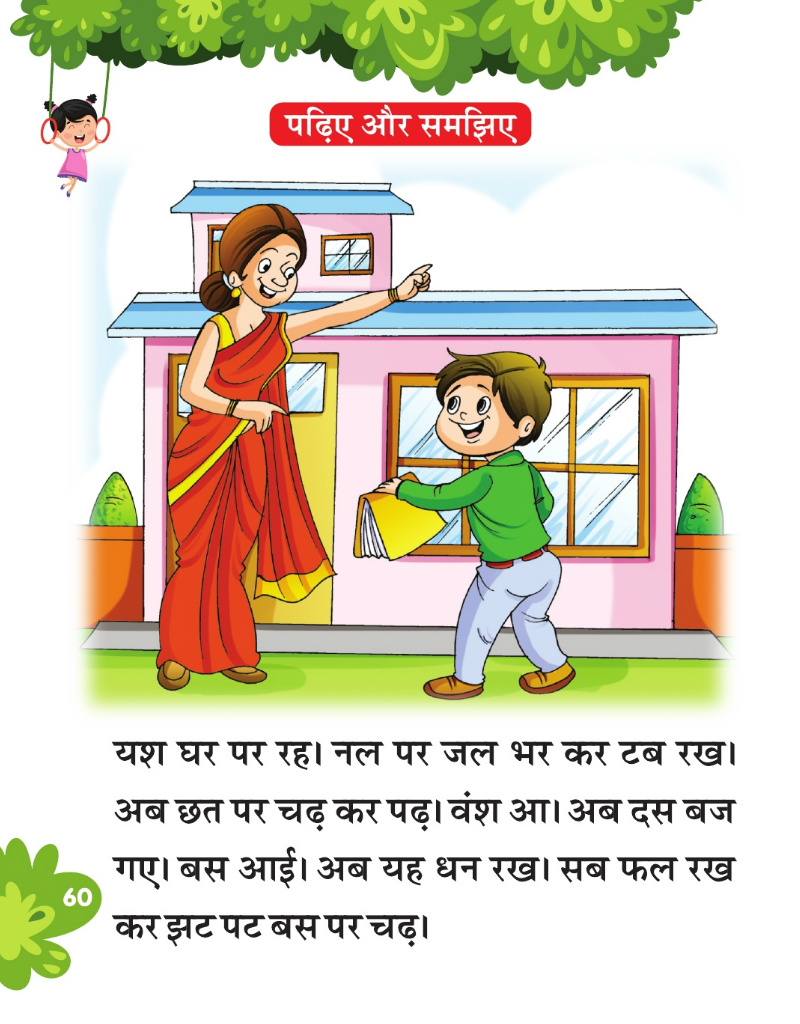 पढ़िए और समझिए
यश घर पर रह। नल पर जल भर कर टब रख।
अब छत पर चढ़ कर पढ़। वंश आ। अब दस बज
गए। बस आई। अब यह धन रख। सब फल रख
कर झट पट बस पर चढ़।
60